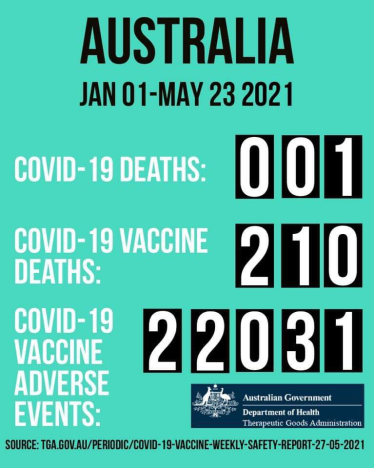 AUSTRALIA
JAN 01-MAY 23 2021
COVID-19 DEATHS: 001
COVID-19 VACCINE
DEATHS: 210
COVID-19
VACCINE
ADVERSE
EVENTS: 22031
Australian Government
Department of Health
Therapeutic Goods Administration
SOURCE: TGA.GOV.AU/PERIODIC/COVID-19-VACCINE-WEEKLY-SAFETY-REPORT-27-05-2021